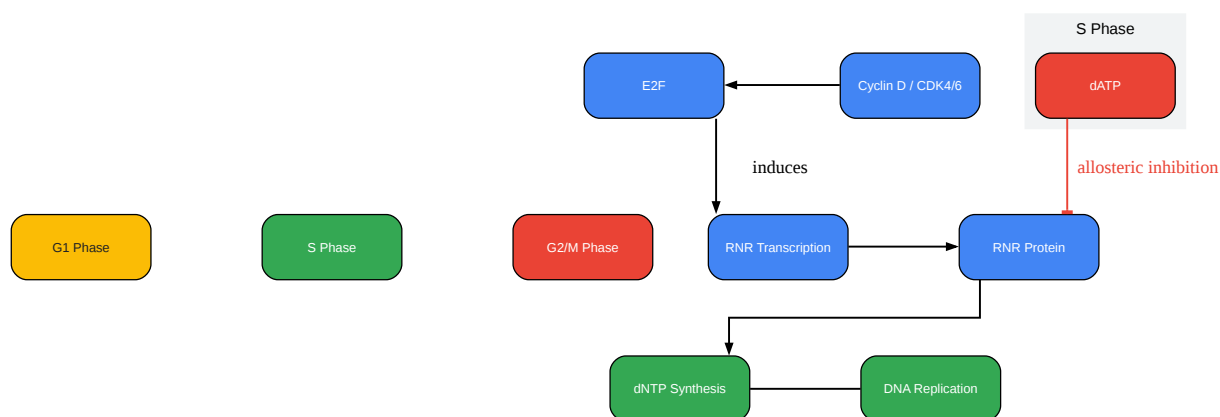 S Phase
E2F
Cyclin D / CDK4/6
dATP
induces
allosteric inhibition
G1 Phase
S Phase
G2/M Phase
RNR Transcription
RNR Protein
dNTP Synthesis
DNA Replication